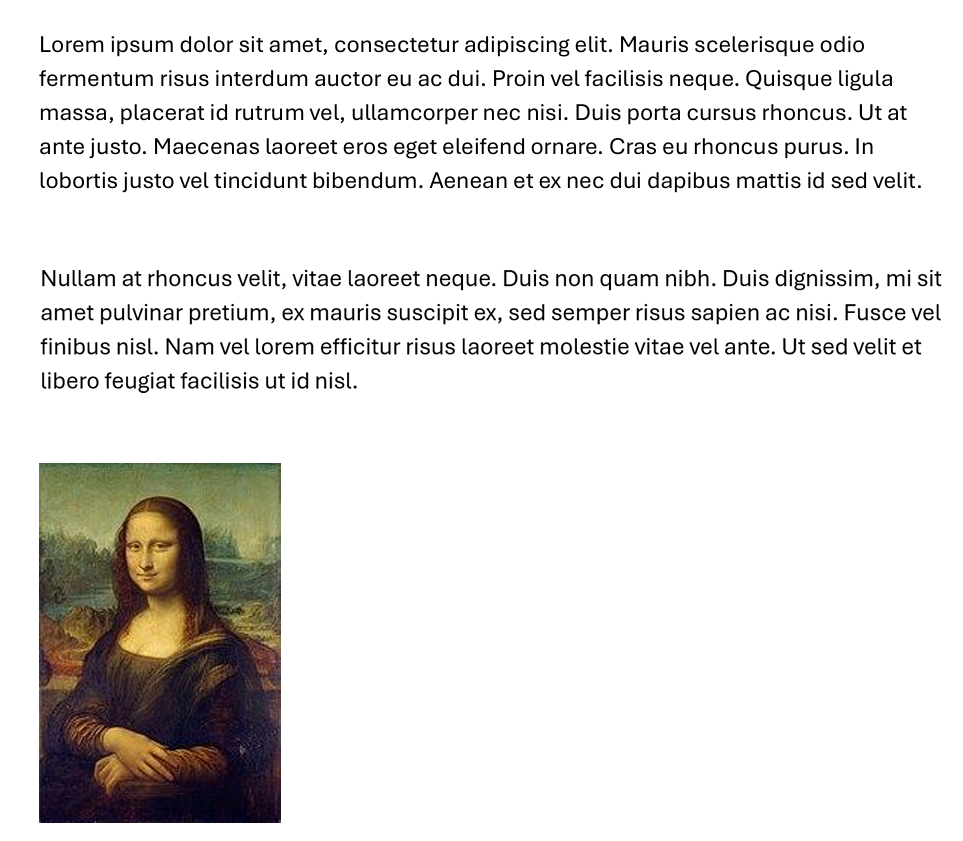 Lorem ipsum dolor sit amet, consectetur adipiscing elit. Mauris scelerisque odio
fermentum risus interdum auctor eu ac dui. Proin vel facilisis neque. Quisque ligula
massa, placerat id rutrum vel, ullamcorper nec nisi. Duis porta cursus rhoncus. Ut at
ante justo. Maecenas laoreet eros eget eleifend ornare. Cras eu rhoncus purus. In
lobortis justo vel tincidunt bibendum. Aenean et ex nec dui dapibus mattis id sed velit.
Nullam at rhoncus velit, vitae laoreet neque. Duis non quam nibh. Duis dignissim, mi sit
amet pulvinar pretium, ex mauris suscipit ex, sed semper risus sapien ac nisi. Fusce vel
finibus nisl. Nam vel lorem efficitur risus laoreet molestie vitae vel ante. Ut sed velit et
libero feugiat facilisis ut id nisl.